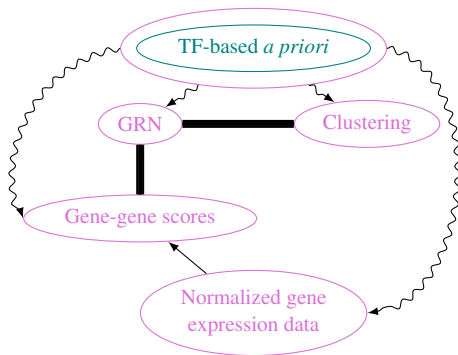 TF-based a priori
GRN
Clustering
Gene-gene scores
Normalized gene
expression data